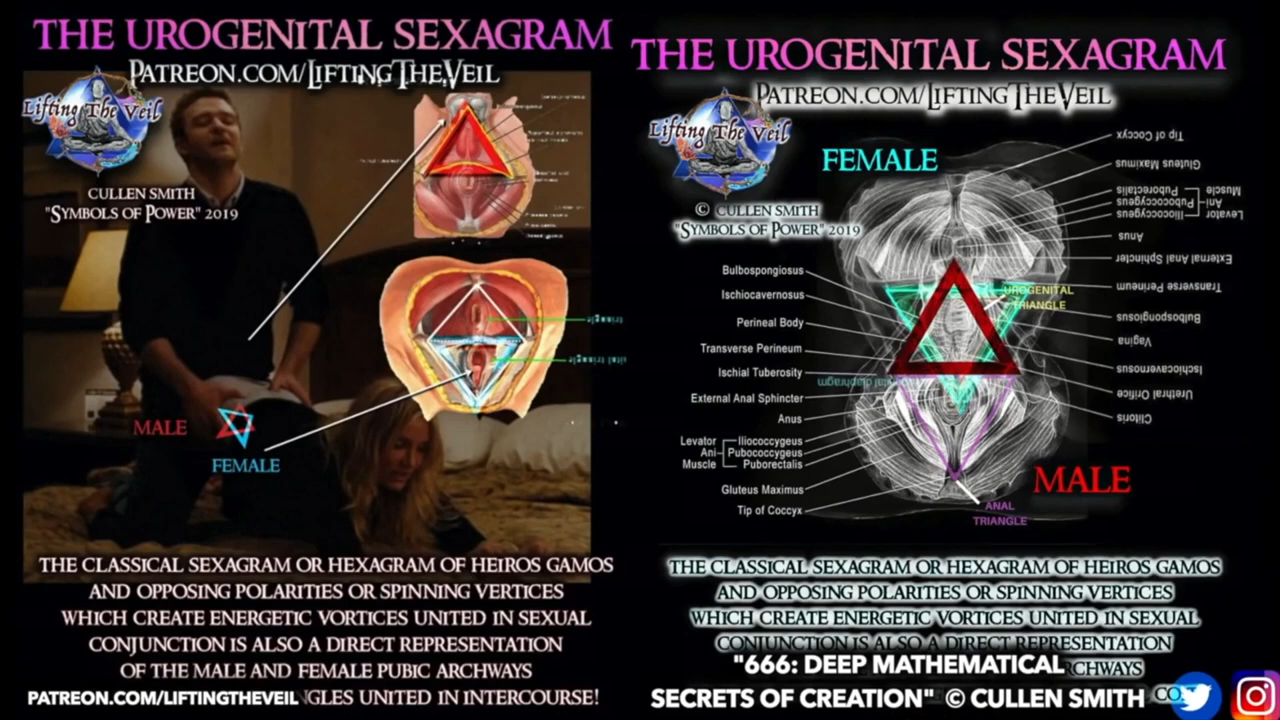 THE UROGENITAL SEXAGRAM
PATREON.COM/LIFTINGTHEVEIL
Lifting The Veil
CULLEN SMITH
"SYMBOLS OF POWER" 2019
MALE
FEMALE
triangle
THE CLASSICAL SEXAGRAM OR HEXAGRAM OF HEIROS GAMOS
AND OPPOSING POLARITIES OR SPINNING VERTICES
WHICH CREATE ENERGETIC VORTICES UNITED IN SEXUAL
CONJUNCTION IS ALSO A DIRECT REPRESENTATION
OF THE MALE AND FEMALE PUBIC ARCHWAYS
PATREON.COM/LIFTINGTHEVEIL NGLES UNITED IN INTERCOURSE!
THE UROGENITAL SEXAGRAM
PATREON.COM/LIFTINGTHEVEIL
Lifting The Veil
FEMALE
© CULLEN SMITH
"SYMBOLS OF POWER" 2019
Bulbospongiosus
Ischiocavernosus
Perineal Body
Transverse Perineum
Ischial Tuberosity
External Anal Sphincter
Anus
Levator Iliococcygeus
Ani Pubococcygeus
Muscle Puborectalis
Gluteus Maximus
Tip of Coccyx
Tip of Coccyx
Gluteus Maximus
Puborectalis Muscle
Pubococcygeus Ani
Iliococcygeus Levator
Anus
External Anal Sphincter
Transverse Perineum
Bulbospongiosus
Vagina
Ischiocavernosus
Urethral Orifice
Clitoris
UROGENITAL
TRIANGLE
MALE
ANAL
TRIANGLE
THE CLASSICAL SEXAGRAM OR HEXAGRAM OF HEIROS GAMOS
AND OPPOSING POLARITIES OR SPINNING VERTICES
WHICH CREATE ENERGETIC VORTICES UNITED IN SEXUAL
CONJUNCTION IS ALSO A DIRECT REPRESENTATION
"666: DEEP MATHEMATICAL RCHWAYS
SECRETS OF CREATION" © CULLEN SMITH